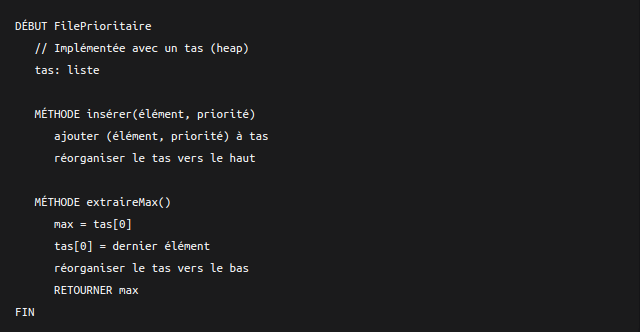 DÉBUT FilePrioritaire
// Implémentée avec un tas (heap)
tas: liste
MÉTHODE insérer(élément, priorité)
ajouter (élément, priorité) à tas
réorganiser le tas vers le haut
MÉTHODE extraireMax()
max = tas[0]
tas[0] = dernier élément
réorganiser le tas vers le bas
RETOURNER max
FIN